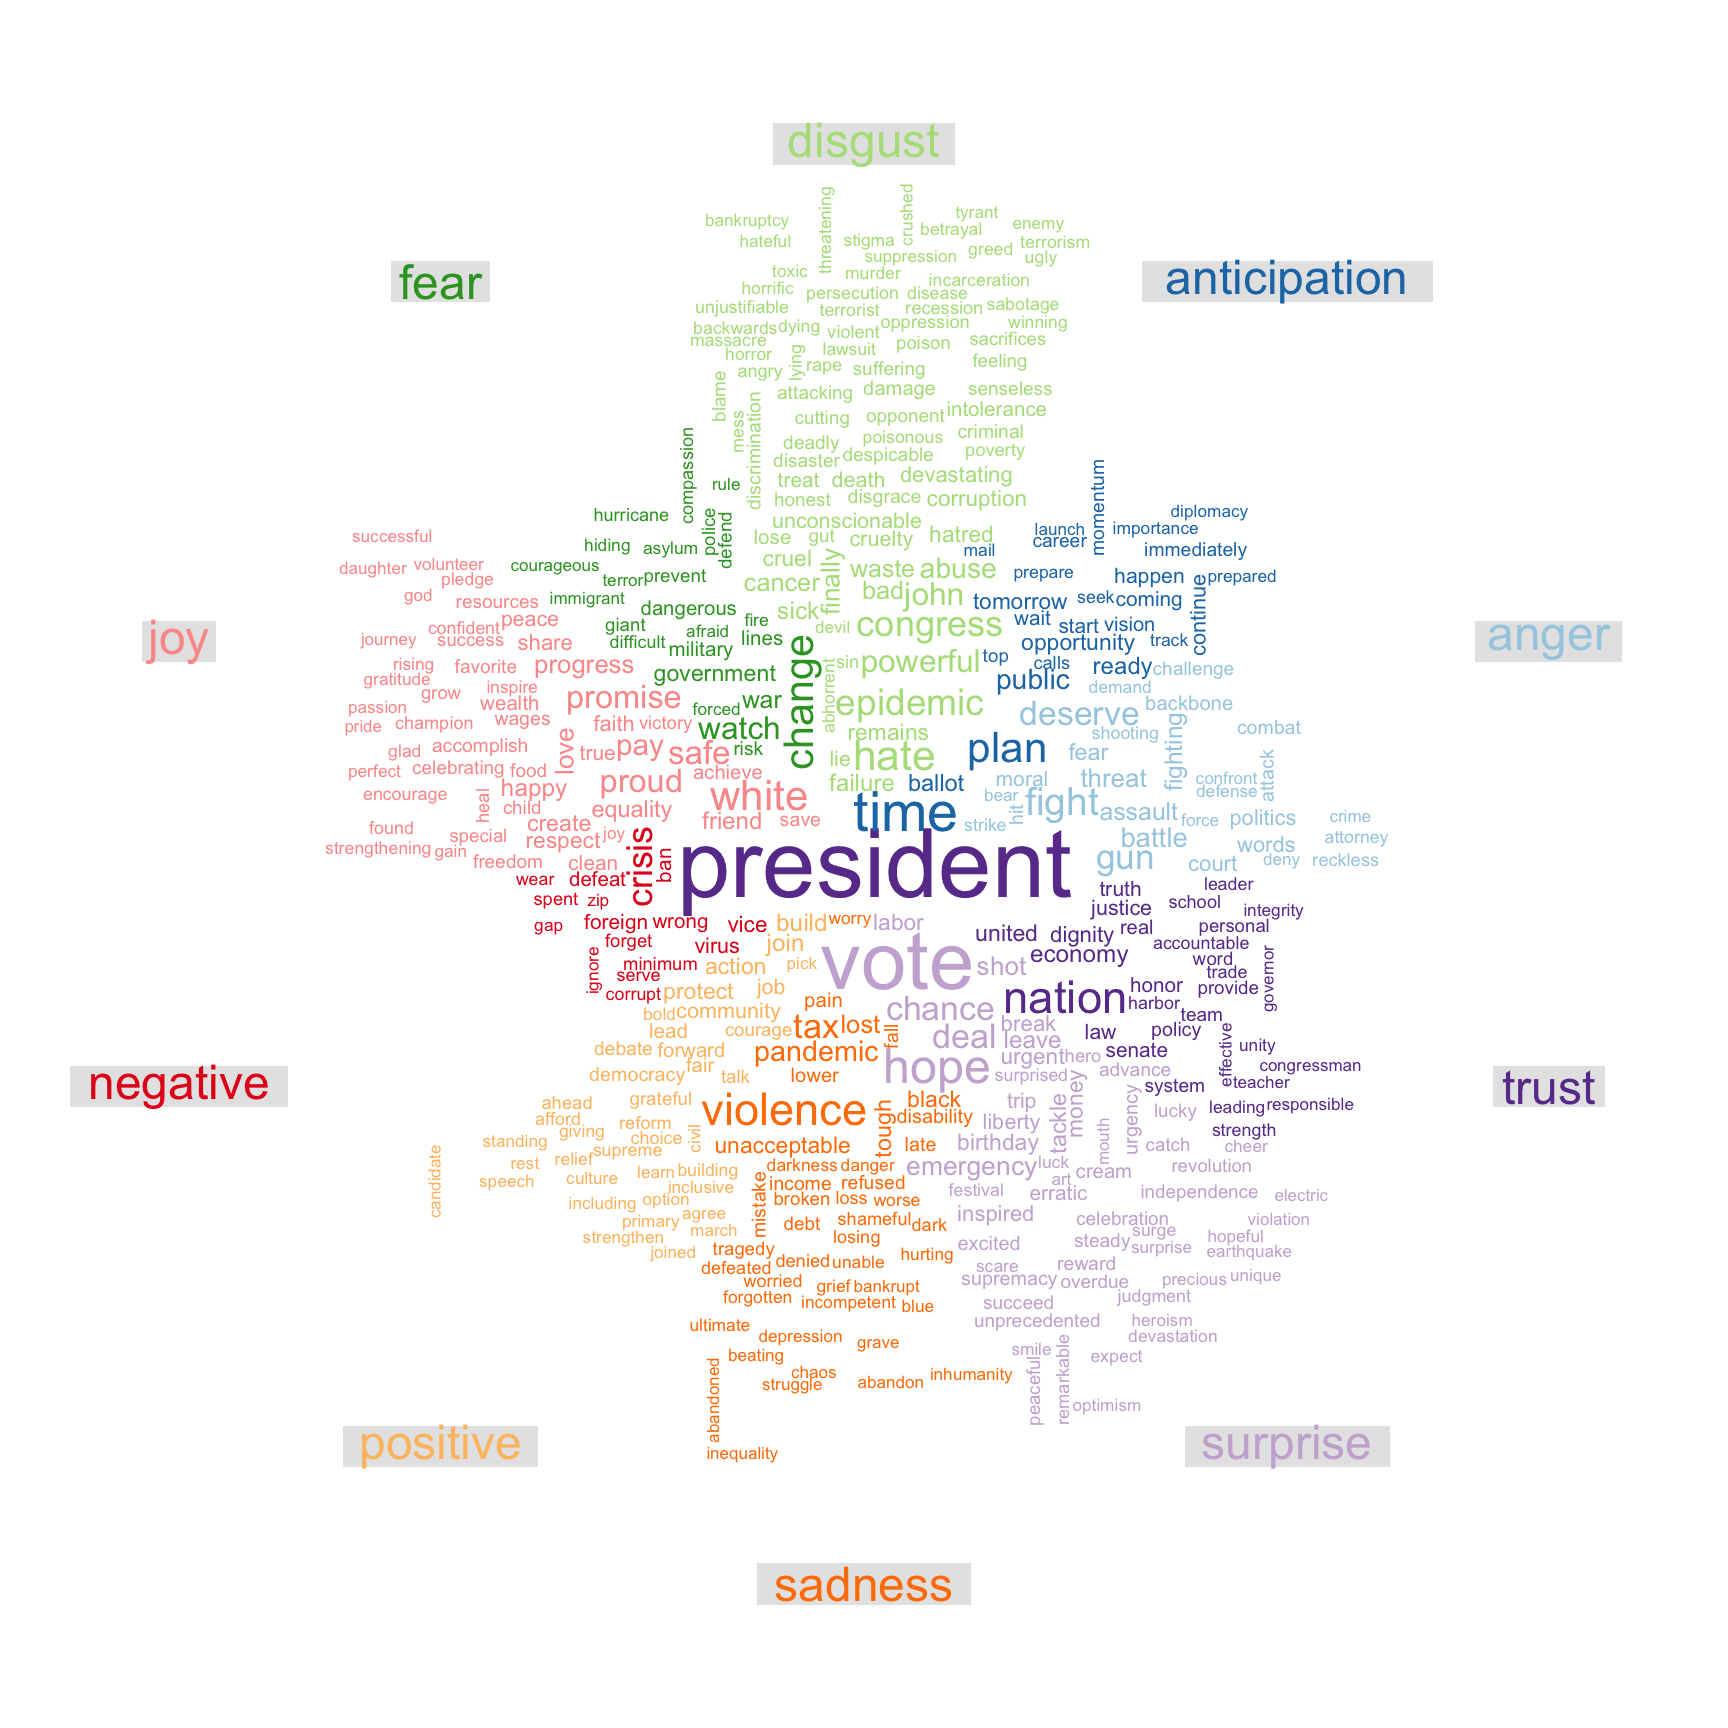 disgust
fear
anticipation
joy
anger
negative
trust
positive
surprise
sadness
bankruptcy
threatening
crushed
tyrant
enemy
hateful
stigma
betrayal
terrorism
suppression
greed
ugly
toxic
murder
incarceration
horrific
persecution
disease
sabotage
unjustifiable
terrorist
recession
backwards
dying
violent
oppression
winning
massacre
lawsuit
poison
sacrifices
horror
lying
rape
suffering
feeling
angry
blame
attacking
damage
senseless
mess
discrimination
cutting
opponent
intolerance
deadly
poisonous
criminal
disaster
despicable
poverty
treat
death
devastating
honest
disgrace
corruption
unconscionable
lose
gut
cruelty
hatred
cruel
finally
waste
abuse
cancer
bad
john
sick
devil
congress
sin
powerful
abhorrent
epidemic
remains
lie
hate
failure
compassion
rule
hurricane
police
defend
hiding
asylum
courageous
terror
prevent
immigrant
dangerous
giant
fire
difficult
afraid
lines
military
government
change
forced
war
watch
risk
momentum
diplomacy
launch
importance
career
mail
immediately
prepare
happen
prepared
tomorrow
seek
coming
continue
wait
start
vision
opportunity
track
top
calls
ready
public
plan
ballot
time
successful
daughter
volunteer
pledge
god
resources
confident
peace
journey
success
share
rising
favorite
progress
gratitude
grow
inspire
wealth
promise
passion
pride
champion
wages
faith
victory
glad
accomplish
love
true
pay
safe
perfect
celebrating
food
happy
proud
achieve
encourage
heal
child
equality
white
found
create
friend
save
strengthening
gain
special
respect
joy
freedom
clean
challenge
demand
backbone
deserve
shooting
fighting
combat
fear
moral
threat
confront
attack
bear
defense
hit
fight
assault
force
politics
crime
strike
battle
words
attorney
gun
court
deny
reckless
crisis
ban
wear
defeat
spent
zip
gap
foreign
wrong
vice
forget
virus
ignore
minimum
serve
corrupt
president
truth
leader
justice
school
integrity
united
dignity
real
personal
economy
accountable
word
governor
trade
nation
honor
provide
harbor
team
law
policy
senate
effective
unity
congressman
system
teacher
leading
responsible
strength
build
worry
join
action
pick
protect
job
bold
community
lead
courage
debate
forward
fair
democracy
talk
ahead
grateful
afford
giving
reform
standing
choice
civil
supreme
candidate
rest
relief
speech
culture
learn
building
inclusive
including
option
agree
primary
march
strengthen
joined
labor
vote
shot
chance
break
deal
leave
hope
urgent
hero
surprised
advance
trip
tackle
money
urgency
lucky
liberty
mouth
birthday
catch
cheer
emergency
luck
art
cream
revolution
festival
erratic
independence
electric
inspired
celebration
violation
surge
excited
steady
surprise
hopeful
earthquake
scare
reward
supremacy
overdue
precious
unique
succeed
judgment
unprecedented
heroism
devastation
smile
expect
peaceful
remarkable
optimism
pain
tax
lost
fall
pandemic
lower
violence
tough
black
disability
unacceptable
late
darkness
danger
mistake
income
refused
broken
loss
worse
debt
shameful
dark
losing
tragedy
denied
unable
hurting
defeated
worried
grief
bankrupt
forgotten
incompetent
blue
ultimate
depression
grave
beating
chaos
abandoned
struggle
abandon
inhumanity
inequality